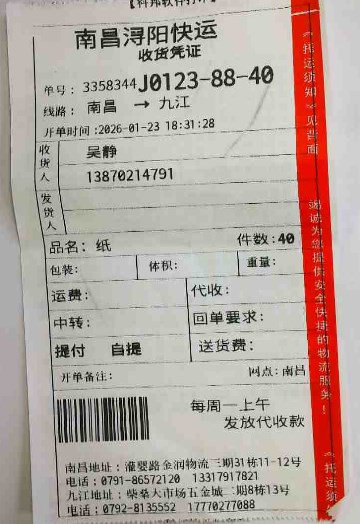 【科邦软件打印】
南昌浔阳快运
收货凭证
单号: 3358344J0123-88-40
线路: 南昌 → 九江
开单时间:2026-01-23 18:31:28
收货人 吴静
13870214791
发货人
品名: 纸 件数:40
包装: 体积: 重量:
运费: 代收:
中转: 回单要求:
提付 自提 送货费:
开单备注: 网点: 南昌
每周一上午
发放代收款
南昌地址: 灌婴路金润物流三期31栋11-12号
电话: 0791-86572120 13317917821
九江地址: 柴桑大市场五金城二期8栋13号
电话: 0792-8135552 17770277088
《托运须知》见背面
竭诚为您提供安全快捷的物流服务!
《托运须